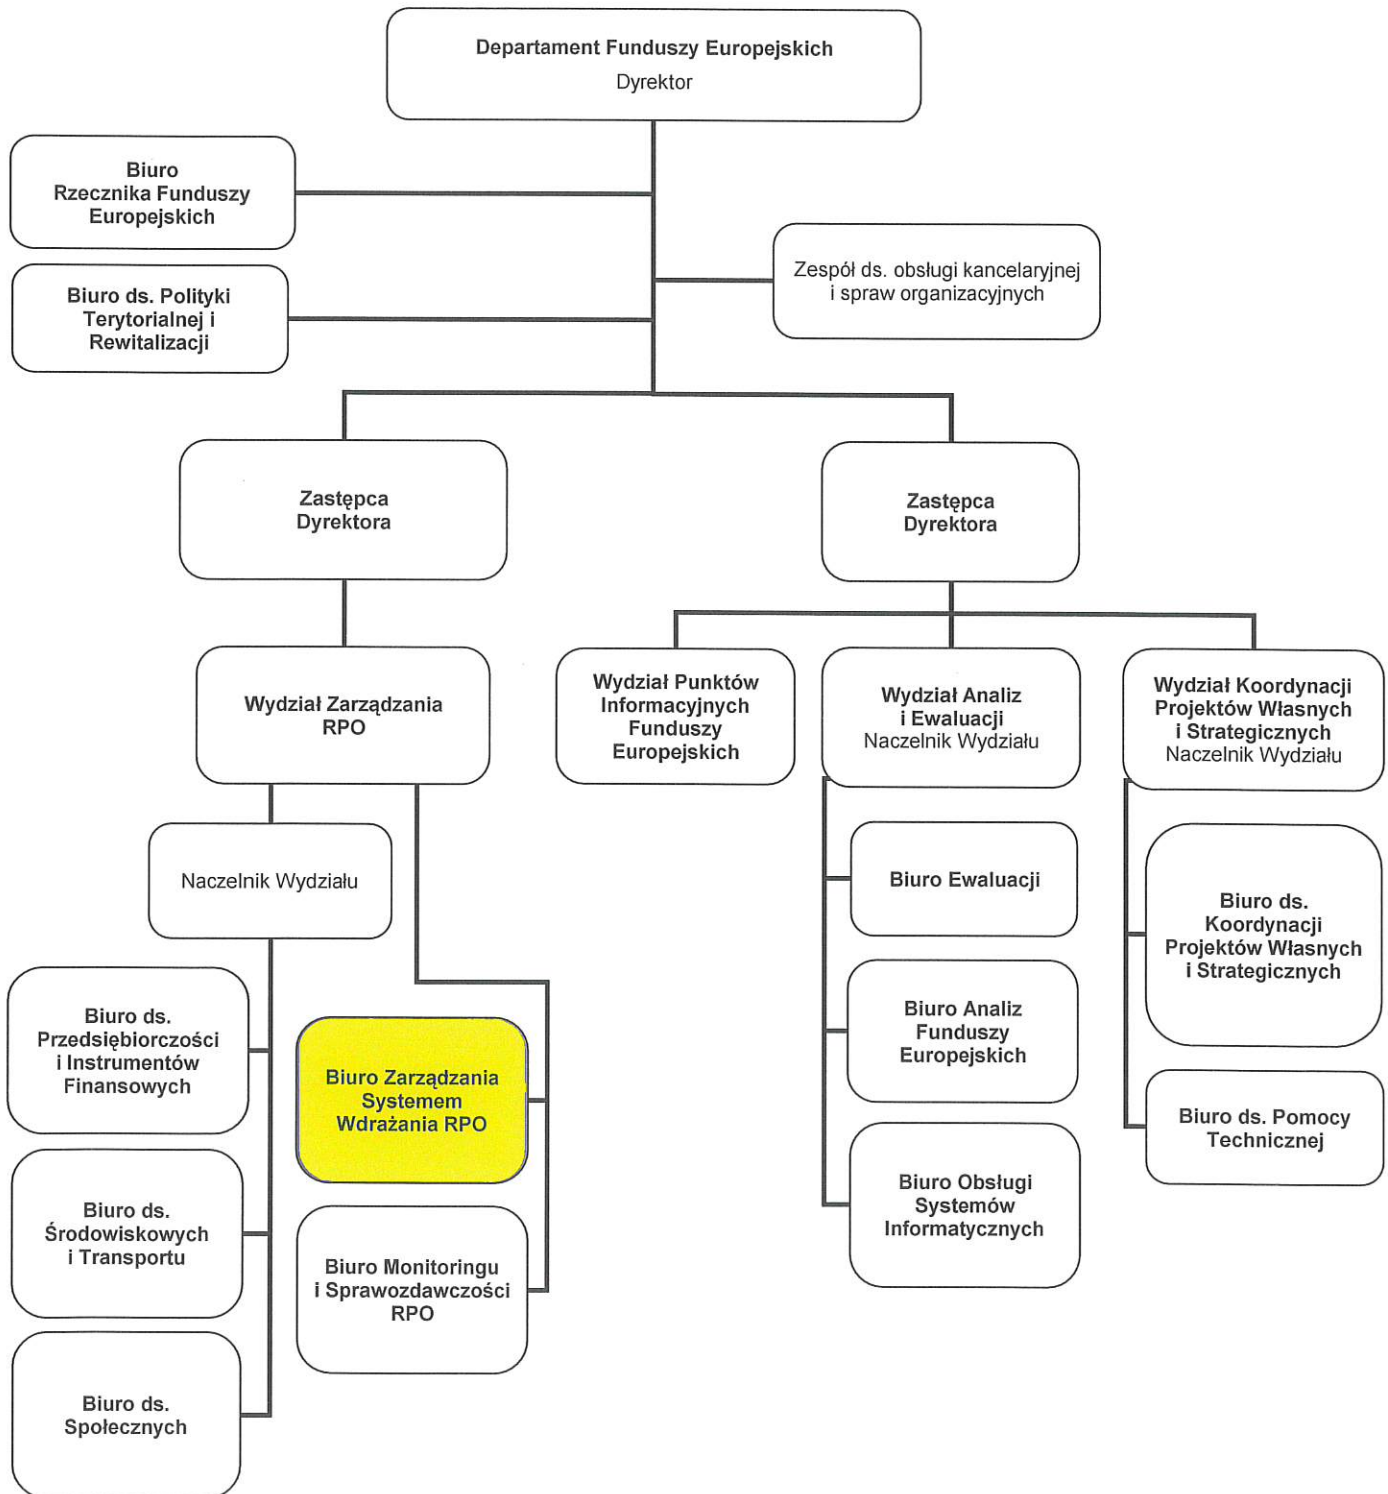 Departament Funduszy Europejskich
Dyrektor
Biuro
Rzecznika Funduszy
Europejskich
Zespół ds. obsługi kancelaryjnej
i spraw organizacyjnych
Biuro ds. Polityki
Terytorialnej i
Rewitalizacji
Zastępca
Dyrektora
Zastępca
Dyrektora
Wydział Zarządzania
RPO
Wydział Punktów
Informacyjnych
Funduszy
Europejskich
Wydział Analiz
i Ewaluacji
Naczelnik Wydziału
Wydział Koordynacji
Projektów Własnych
i Strategicznych
Naczelnik Wydziału
Naczelnik Wydziału
Biuro ds.
Przedsiębiorczości
i Instrumentów
Finansowych
Biuro ds.
Środowiskowych
i Transportu
Biuro ds.
Społecznych
Biuro Zarządzania
Systemem
Wdrażania RPO
Biuro Monitoringu
i Sprawozdawczości
RPO
Biuro Ewaluacji
Biuro Analiz
Funduszy
Europejskich
Biuro Obsługi
Systemów
Informatycznych
Biuro ds.
Koordynacji
Projektów Własnych
i Strategicznych
Biuro ds. Pomocy
Technicznej